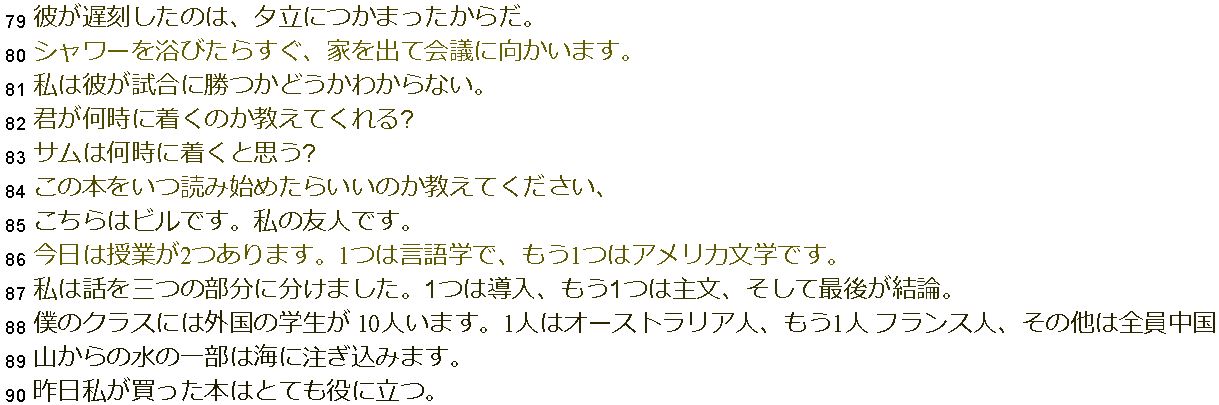 79 彼が遅刻したのは、夕立につかまったからだ。
80 シャワーを浴びたらすぐ、家を出て会議に向かいます。
81 私は彼が試合に勝つかどうかわからない。
82 君が何時に着くのか教えてくれる?
83 サムは何時に着くと思う?
84 この本をいつ読み始めたらいいのか教えてください、
85 こちらはビルです。私の友人です。
86 今日は授業が2つあります。1つは言語学で、もう1つはアメリカ文学です。
87 私は話を三つの部分に分けました。1つは導入、もう1つは主文、そして最後が結論。
88 僕のクラスには外国の学生が 10人います。1人はオーストラリア人、もう1人 フランス人、その他は全員中国
89 山からの水の一部は海に注ぎ込みます。
90 昨日私が買った本はとても役に立つ。